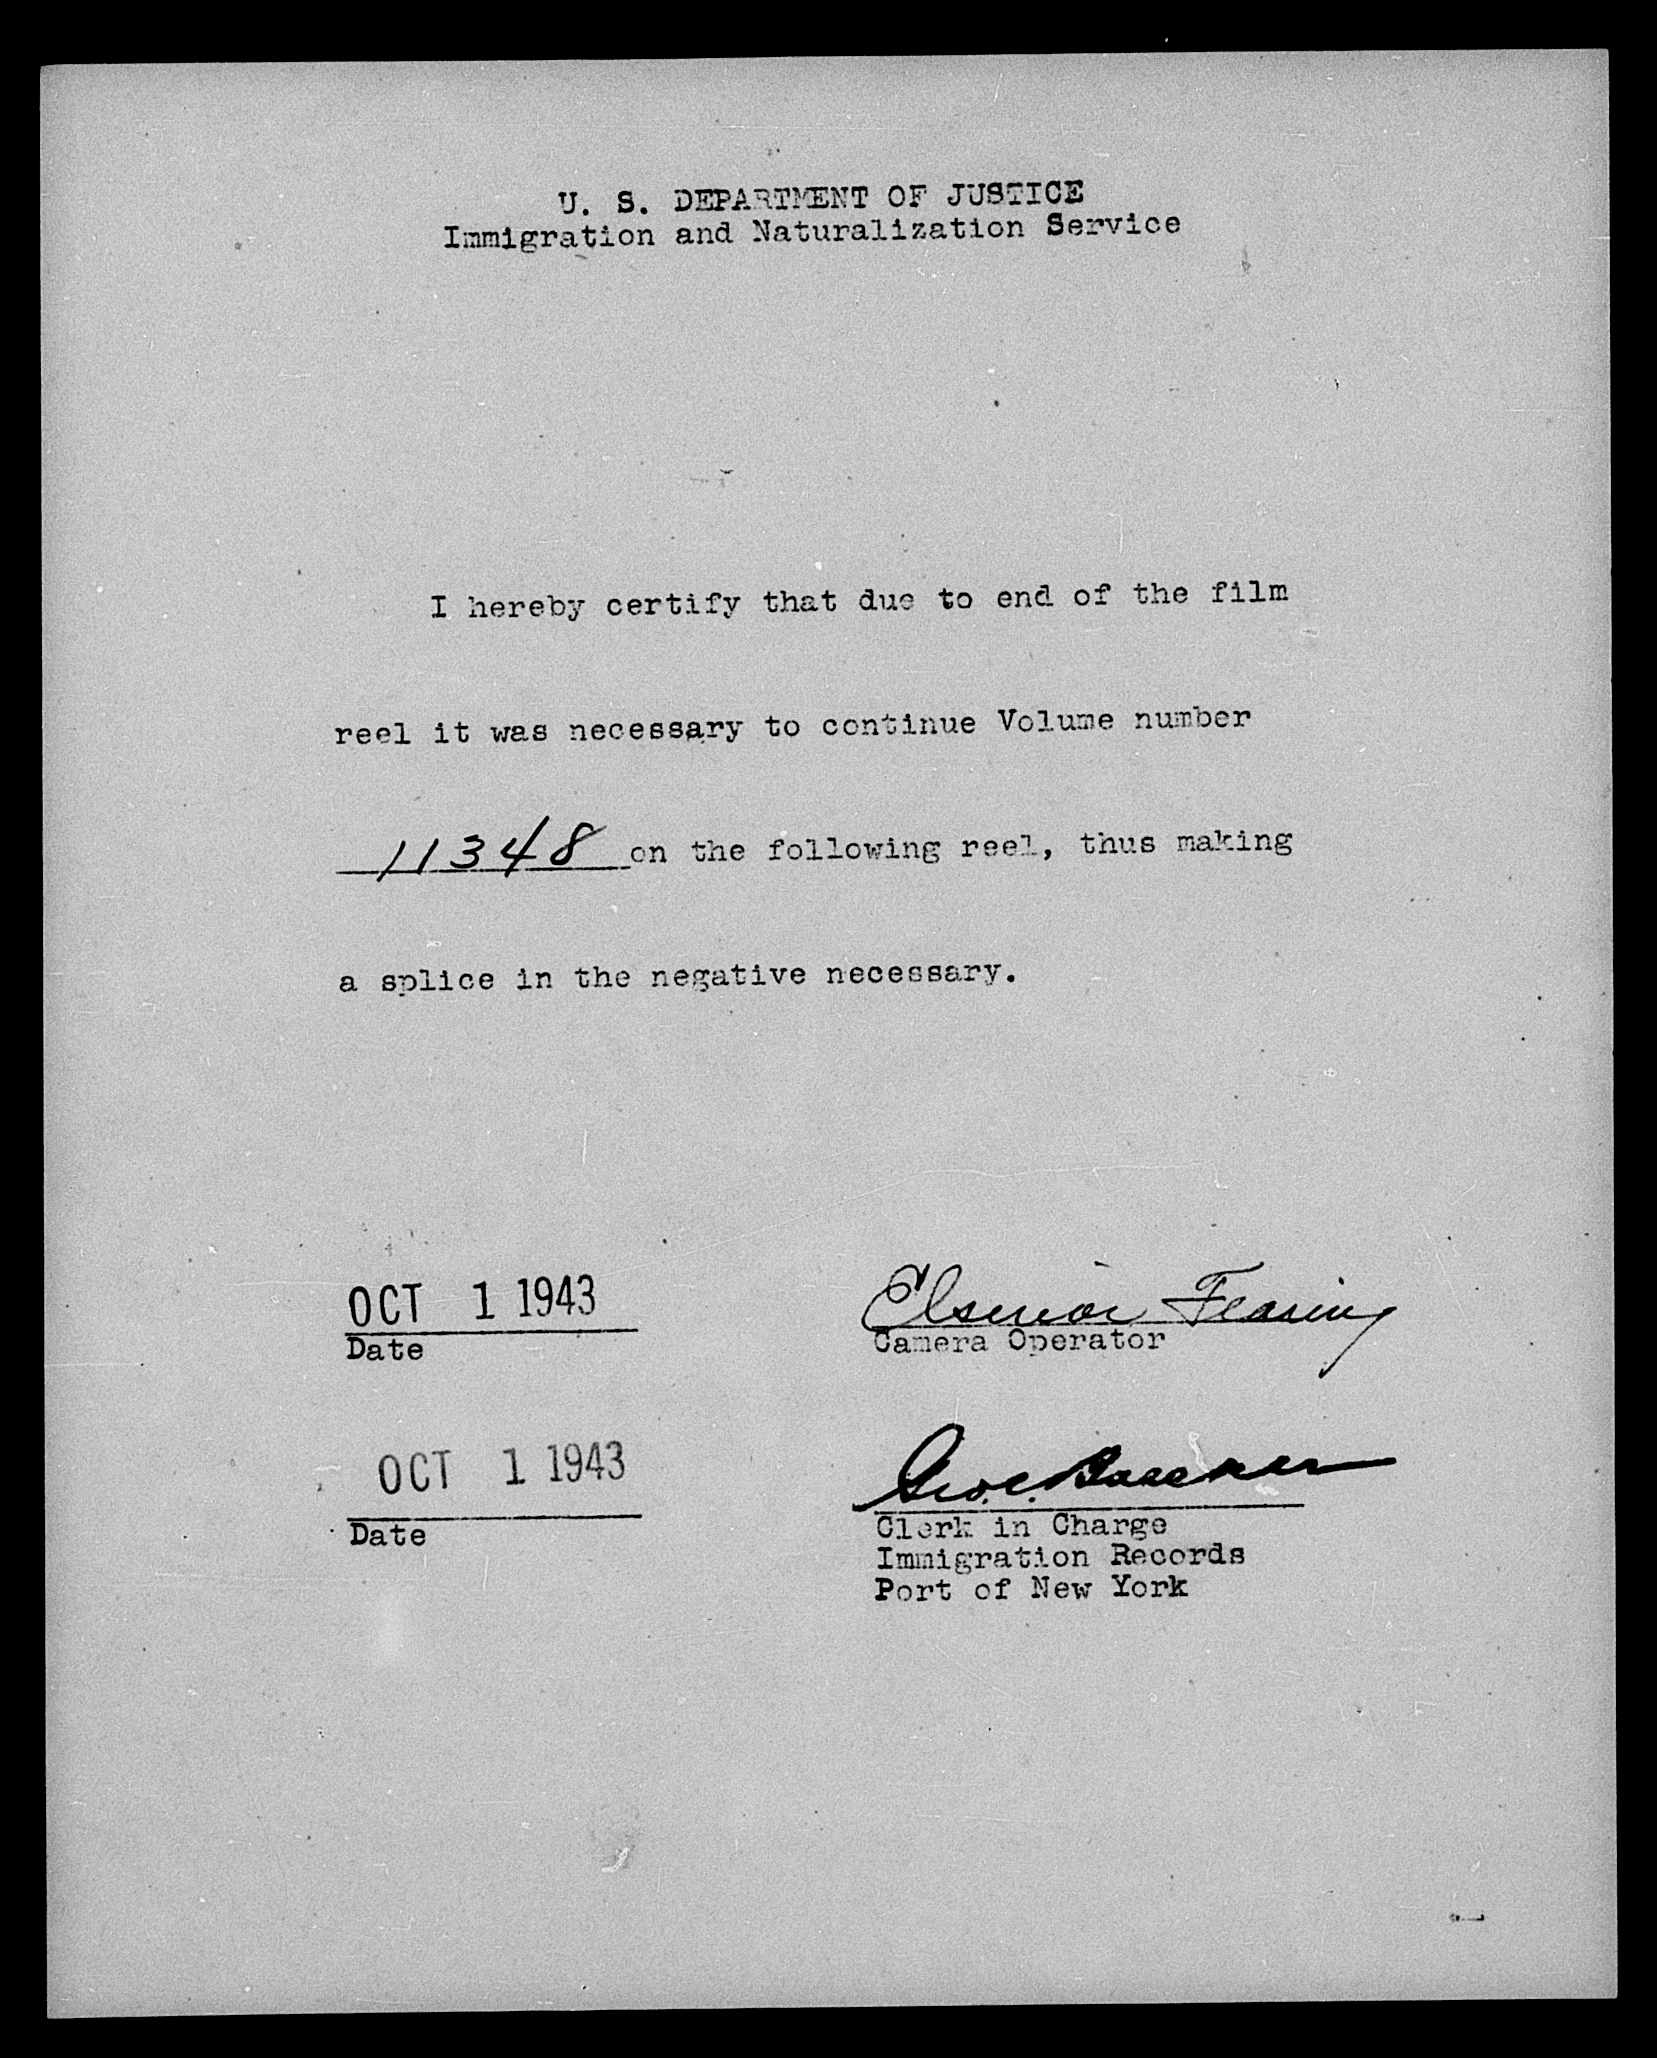 U. S. DEPARTMENT OF JUSTICE
Immigration and Naturalization Service
I hereby certify that due to end of the film
reel it was necessary to continue Volume number
11348 on the following reel, thus making
a splice in the negative necessary.
OCT 1 1943
Date
Camera Operator
OCT 1 1943
Date
Geo. C.
Clerk in Charge
Immigration Records
Port of New York